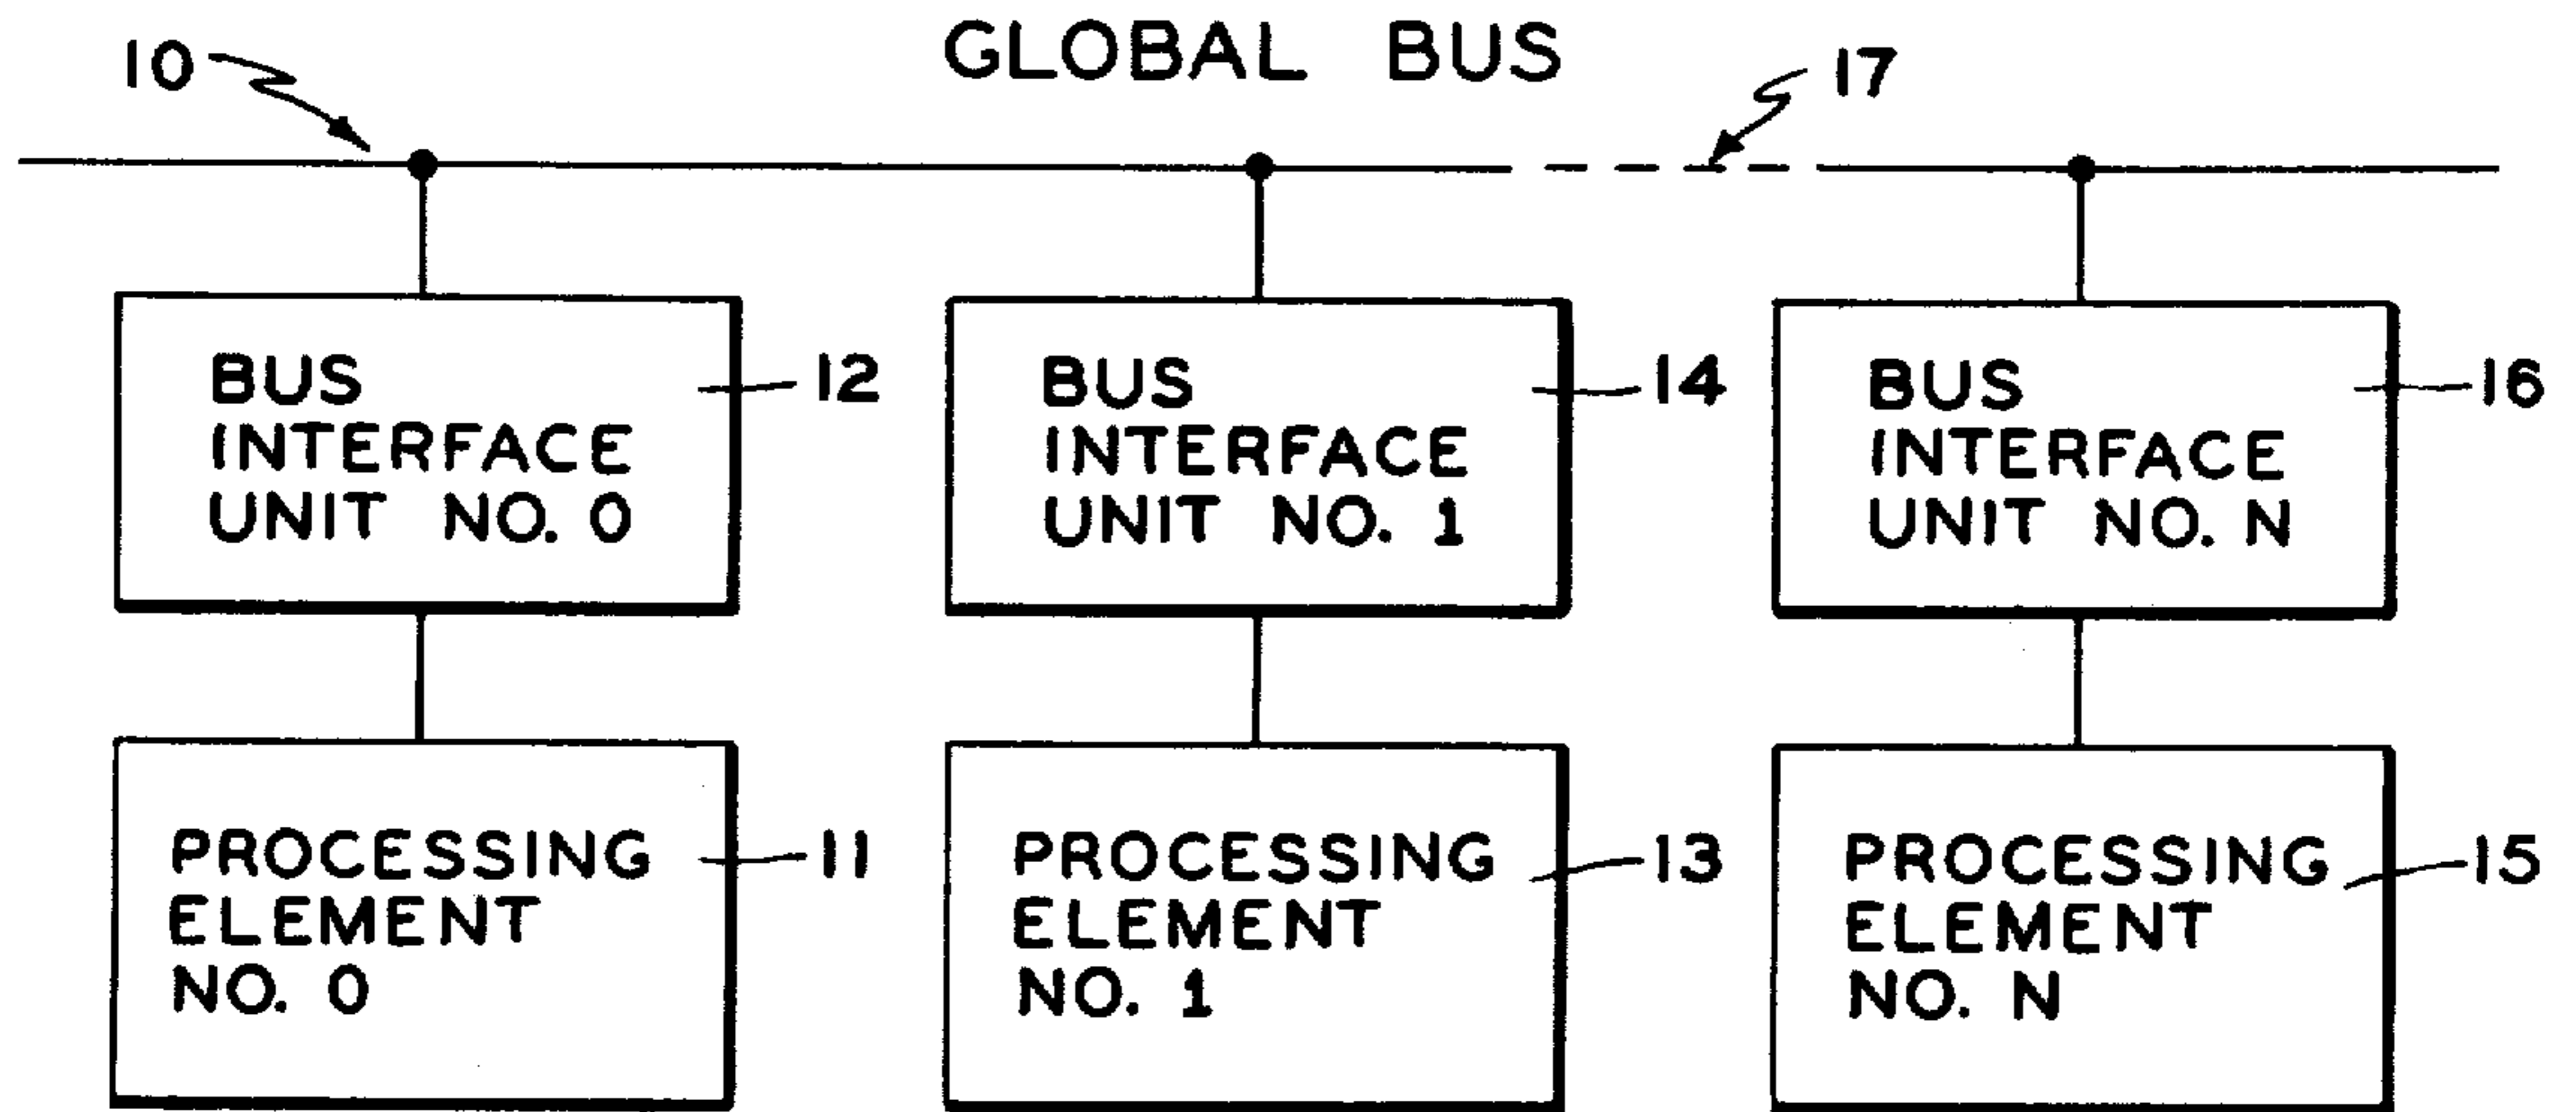 GLOBAL BUS
10
17
BUS
INTERFACE
UNIT NO. 0
12
BUS
INTERFACE
UNIT NO. 1
14
BUS
INTERFACE
UNIT NO. N
16
PROCESSING
ELEMENT
NO. 0
11
PROCESSING
ELEMENT
NO. 1
13
PROCESSING
ELEMENT
NO. N
15